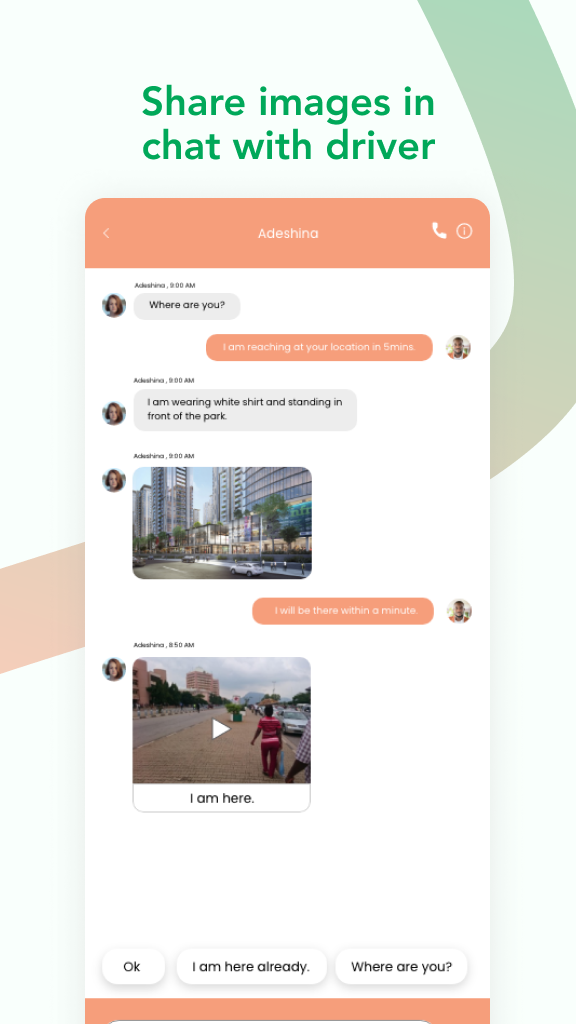 Share images in
chat with driver
Adeshina
Adeshina , 9:00 AM
Where are you?
I am reaching at your location in 5mins.
Adeshina , 9:00 AM
I am wearing white shirt and standing in
front of the park.
Adeshina , 9:00 AM
I will be there within a minute.
Adeshina , 8:50 AM
I am here.
Ok
I am here already.
Where are you?